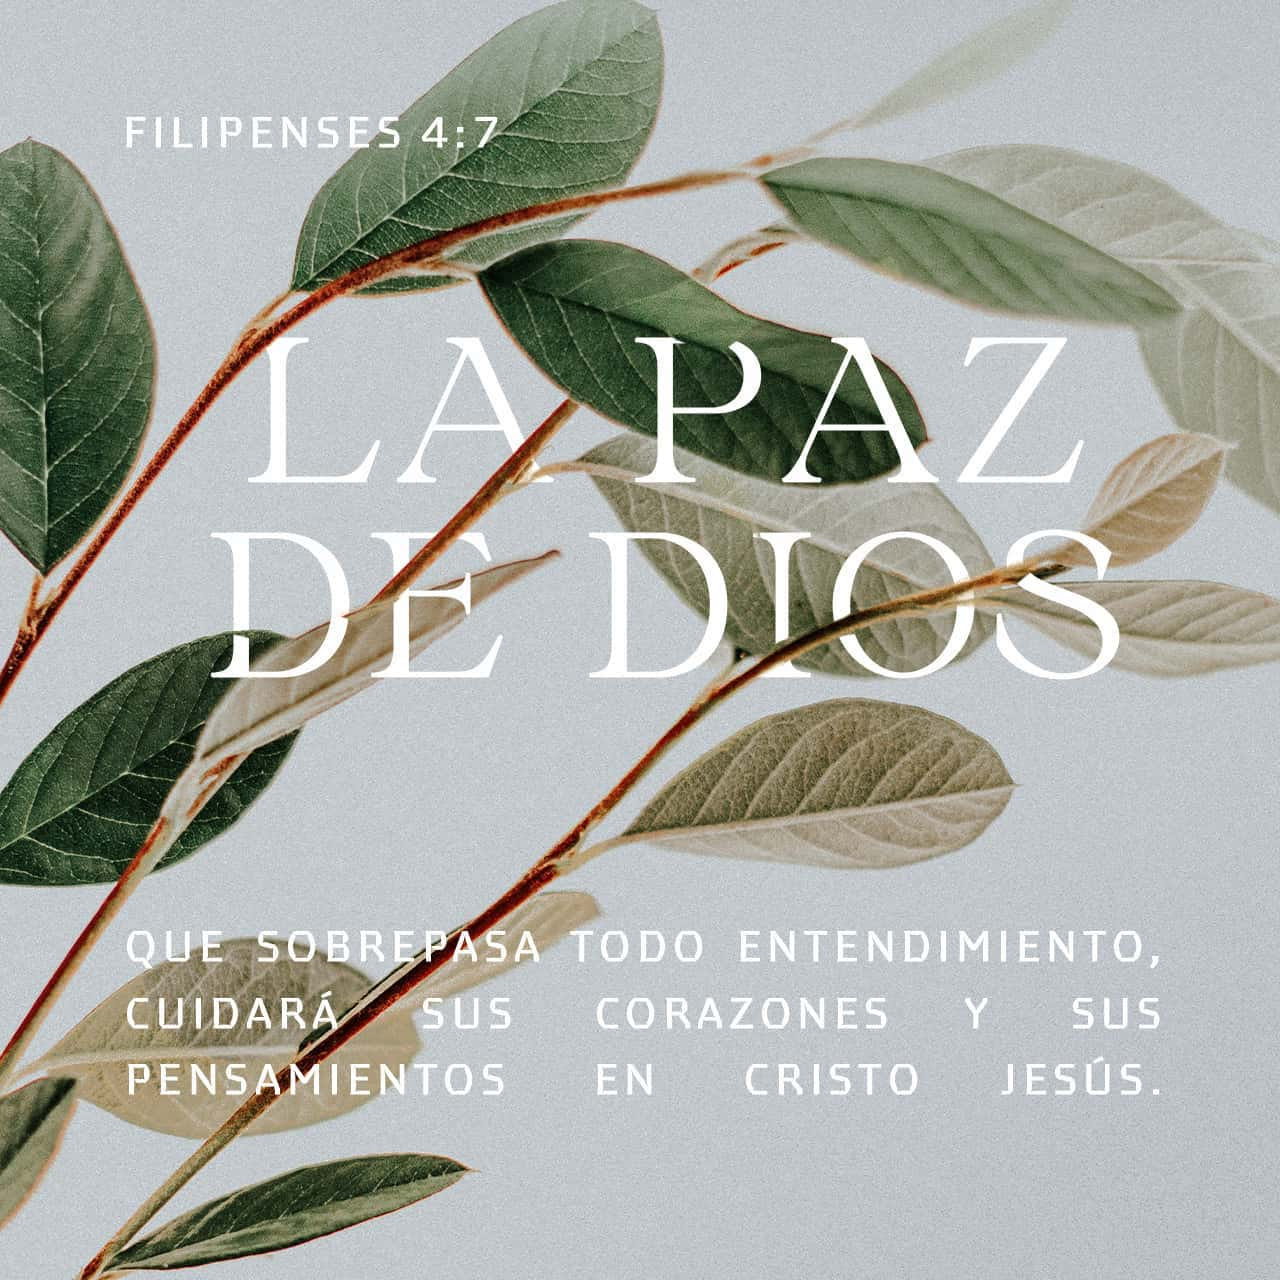 FILIPENSES 4:7
LA PAZ
DE DIOS
QUE SOBREPASA TODO ENTENDIMIENTO,
CUIDARÁ SUS CORAZONES Y SUS
PENSAMIENTOS EN CRISTO JESÚS.